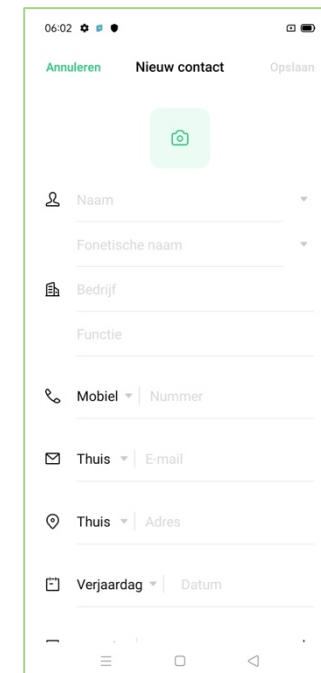 06:02
Annuleren Nieuw contact Opslaan
Naam
Fonetische naam
Bedrijf
Functie
Mobiel Nummer
Thuis E-mail
Thuis Adres
Verjaardag Datum